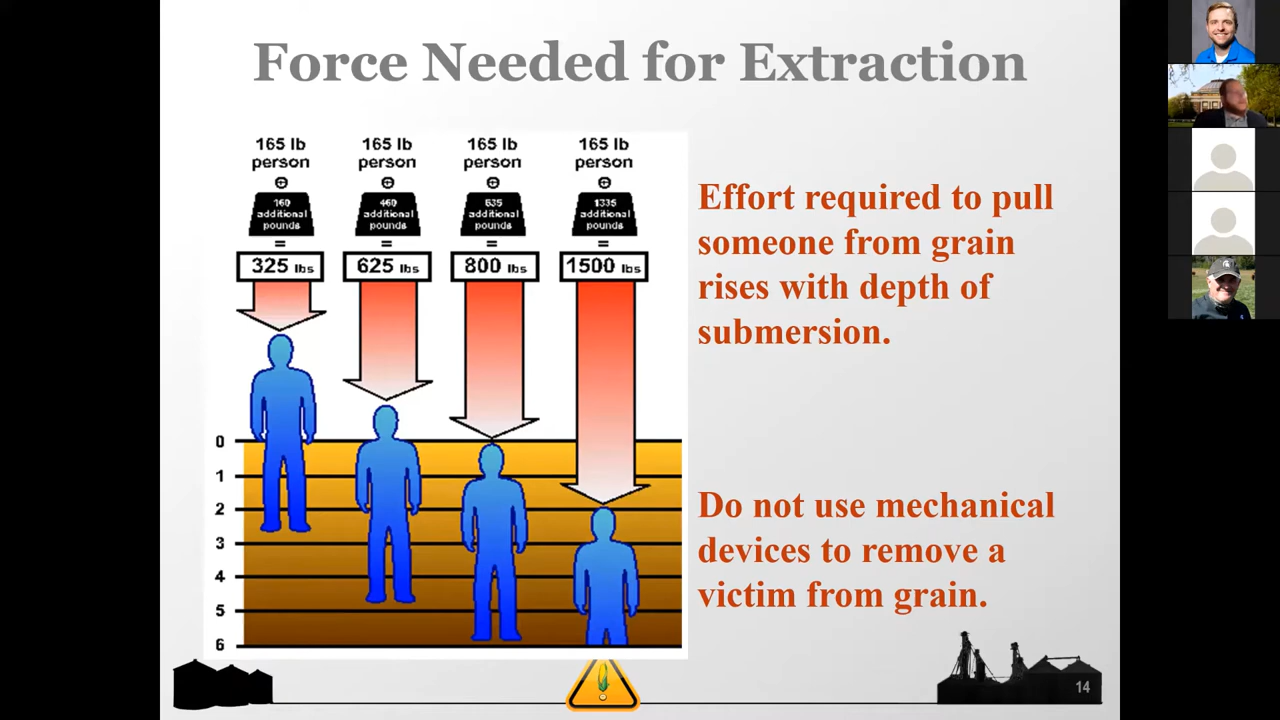 Force Needed for Extraction
165 lb 165 lb 165 lb 165 lb
person person person person
160 460 635 1335
additional additional additional additional
pounds pounds pounds pounds
= = = =
325 lbs 625 lbs 800 lbs 1500 lbs
0
1
2
3
4
5
6
Effort required to pull
someone from grain
rises with depth of
submersion.
Do not use mechanical
devices to remove a
victim from grain.
14